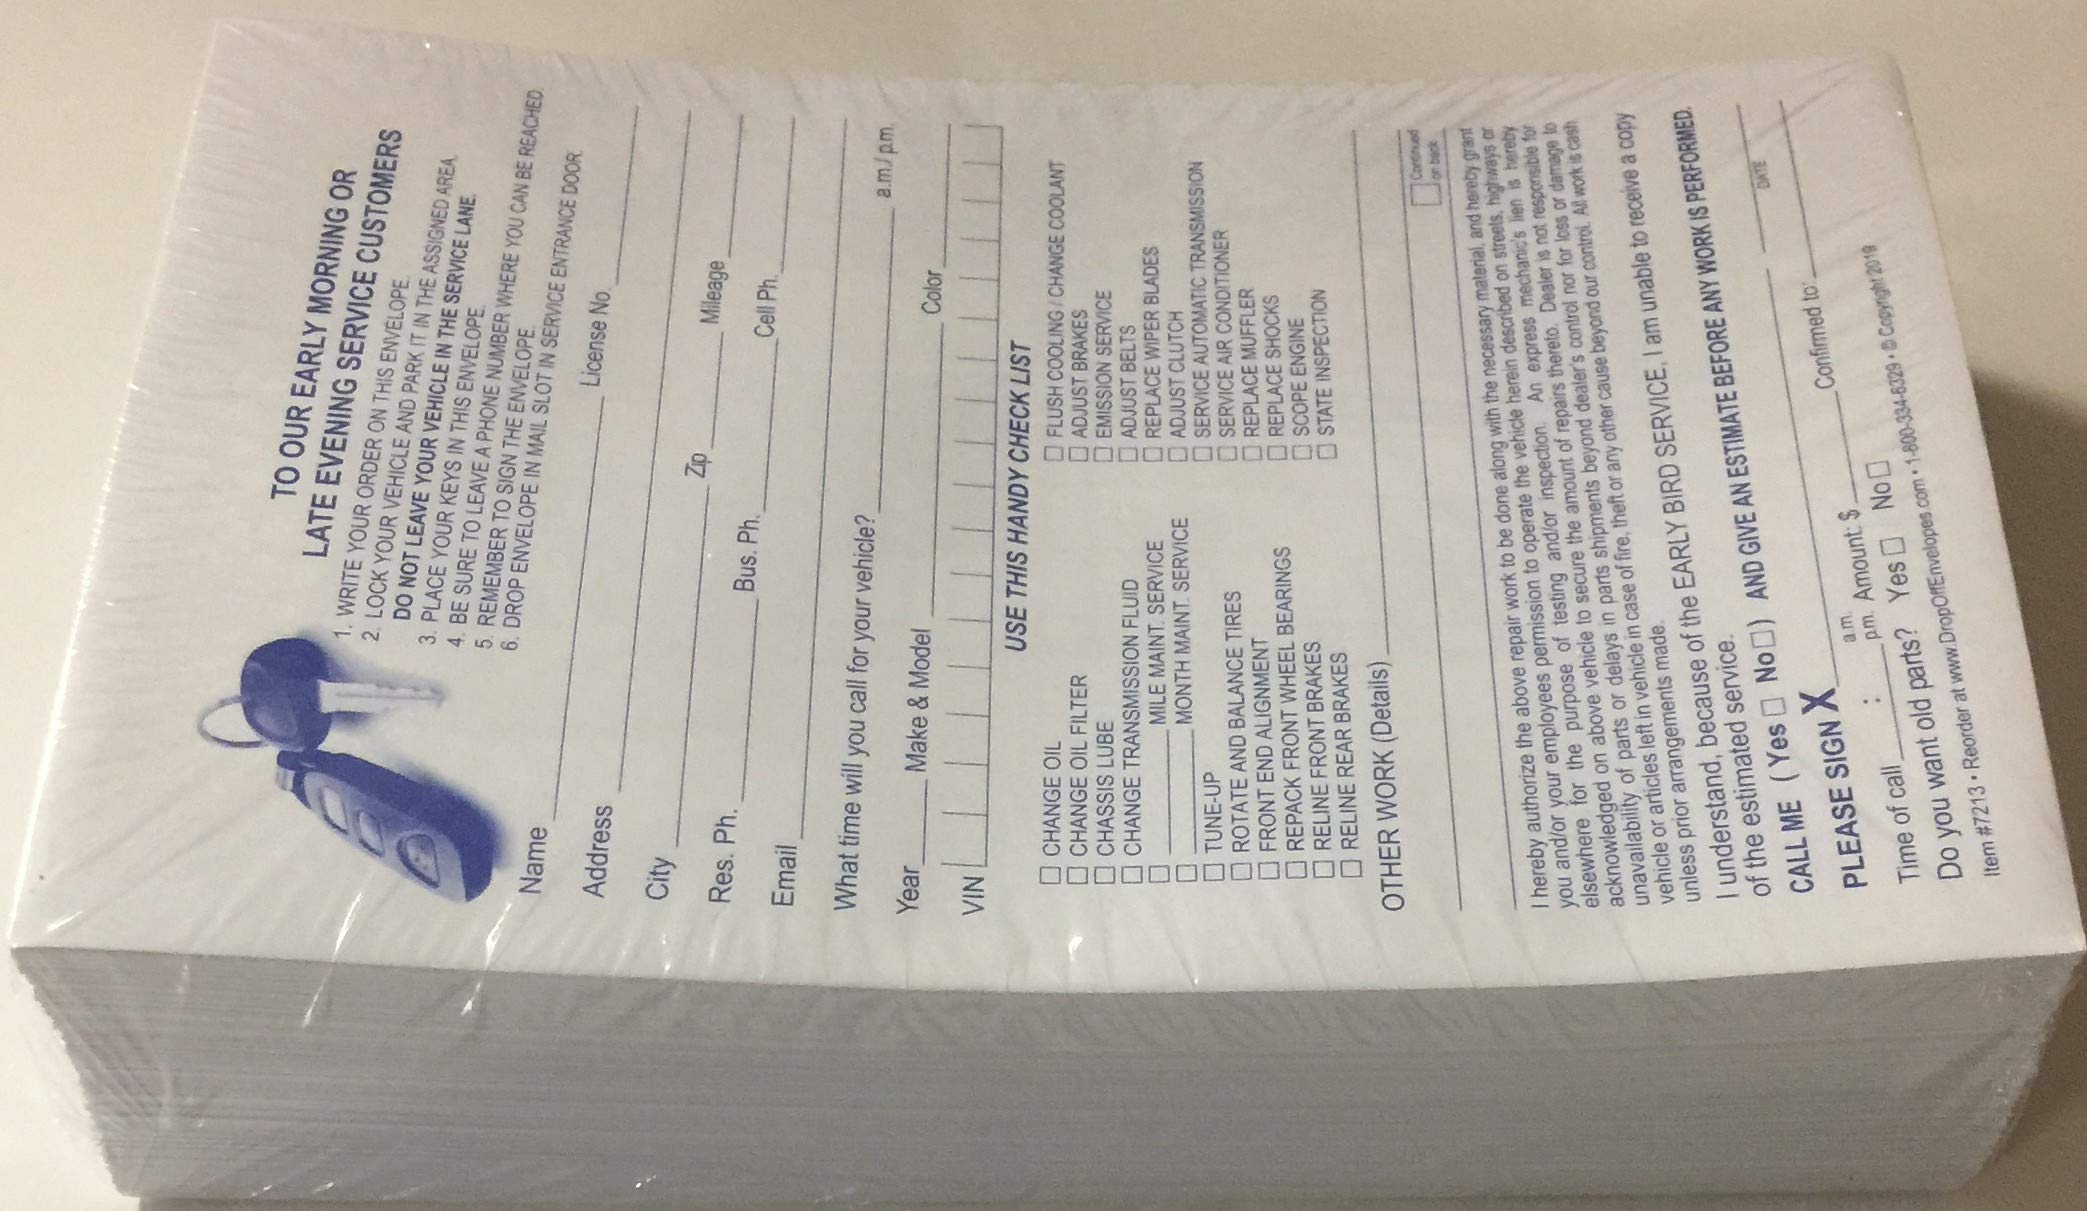 TO OUR EARLY MORNING OR
LATE EVENING SERVICE CUSTOMERS
1. WRITE YOUR ORDER ON THIS ENVELOPE.
2. LOCK YOUR VEHICLE AND PARK IT IN THE ASSIGNED AREA.
DO NOT LEAVE YOUR VEHICLE IN THE SERVICE LANE.
3. PLACE YOUR KEYS IN THIS ENVELOPE.
4. BE SURE TO LEAVE A PHONE NUMBER WHERE YOU CAN BE REACHED.
5. REMEMBER TO SIGN THE ENVELOPE.
6. DROP ENVELOPE IN MAIL SLOT IN SERVICE ENTRANCE DOOR.
Name License No.
Address
City Zip Mileage
Res. Ph. Bus. Ph. Cell Ph.
Email
What time will you call for your vehicle? a.m./ p.m.
Year Make & Model Color
VIN
USE THIS HANDY CHECK LIST
CHANGE OIL
CHANGE OIL FILTER
CHASSIS LUBE
CHANGE TRANSMISSION FLUID
MILE MAINT. SERVICE
MONTH MAINT. SERVICE
TUNE-UP
ROTATE AND BALANCE TIRES
FRONT END ALIGNMENT
REPACK FRONT WHEEL BEARINGS
RELINE FRONT BRAKES
RELINE REAR BRAKES
FLUSH COOLING / CHANGE COOLANT
ADJUST BRAKES
EMISSION SERVICE
ADJUST BELTS
REPLACE WIPER BLADES
ADJUST CLUTCH
SERVICE AUTOMATIC TRANSMISSION
SERVICE AIR CONDITIONER
REPLACE MUFFLER
REPLACE SHOCKS
SCOPE ENGINE
STATE INSPECTION
OTHER WORK (Details)
Continued
on back
I hereby authorize the above repair work to be done along with the necessary material, and hereby grant
you and/or your employees permission to operate the vehicle herein described on streets, highways or
elsewhere for the purpose of testing and/or inspection. An express mechanic's lien is hereby
acknowledged on above vehicle to secure the amount of repairs thereto. Dealer is not responsible for
unavailability of parts or delays in parts shipments beyond dealer's control nor for loss or damage to
vehicle or articles left in vehicle in case of fire, theft or any other cause beyond our control. All work is cash
unless prior arrangements made.
I understand, because of the EARLY BIRD SERVICE, I am unable to receive a copy
of the estimated service.
CALL ME (Yes No) AND GIVE AN ESTIMATE BEFORE ANY WORK IS PERFORMED.
PLEASE SIGN X
DATE
Time of call : a.m. p.m. Amount: $ Confirmed to:
Do you want old parts? Yes No
Item #7213 • Reorder at www.DropOffEnvelopes.com • 1-800-334-6329 • © Copyright 2019